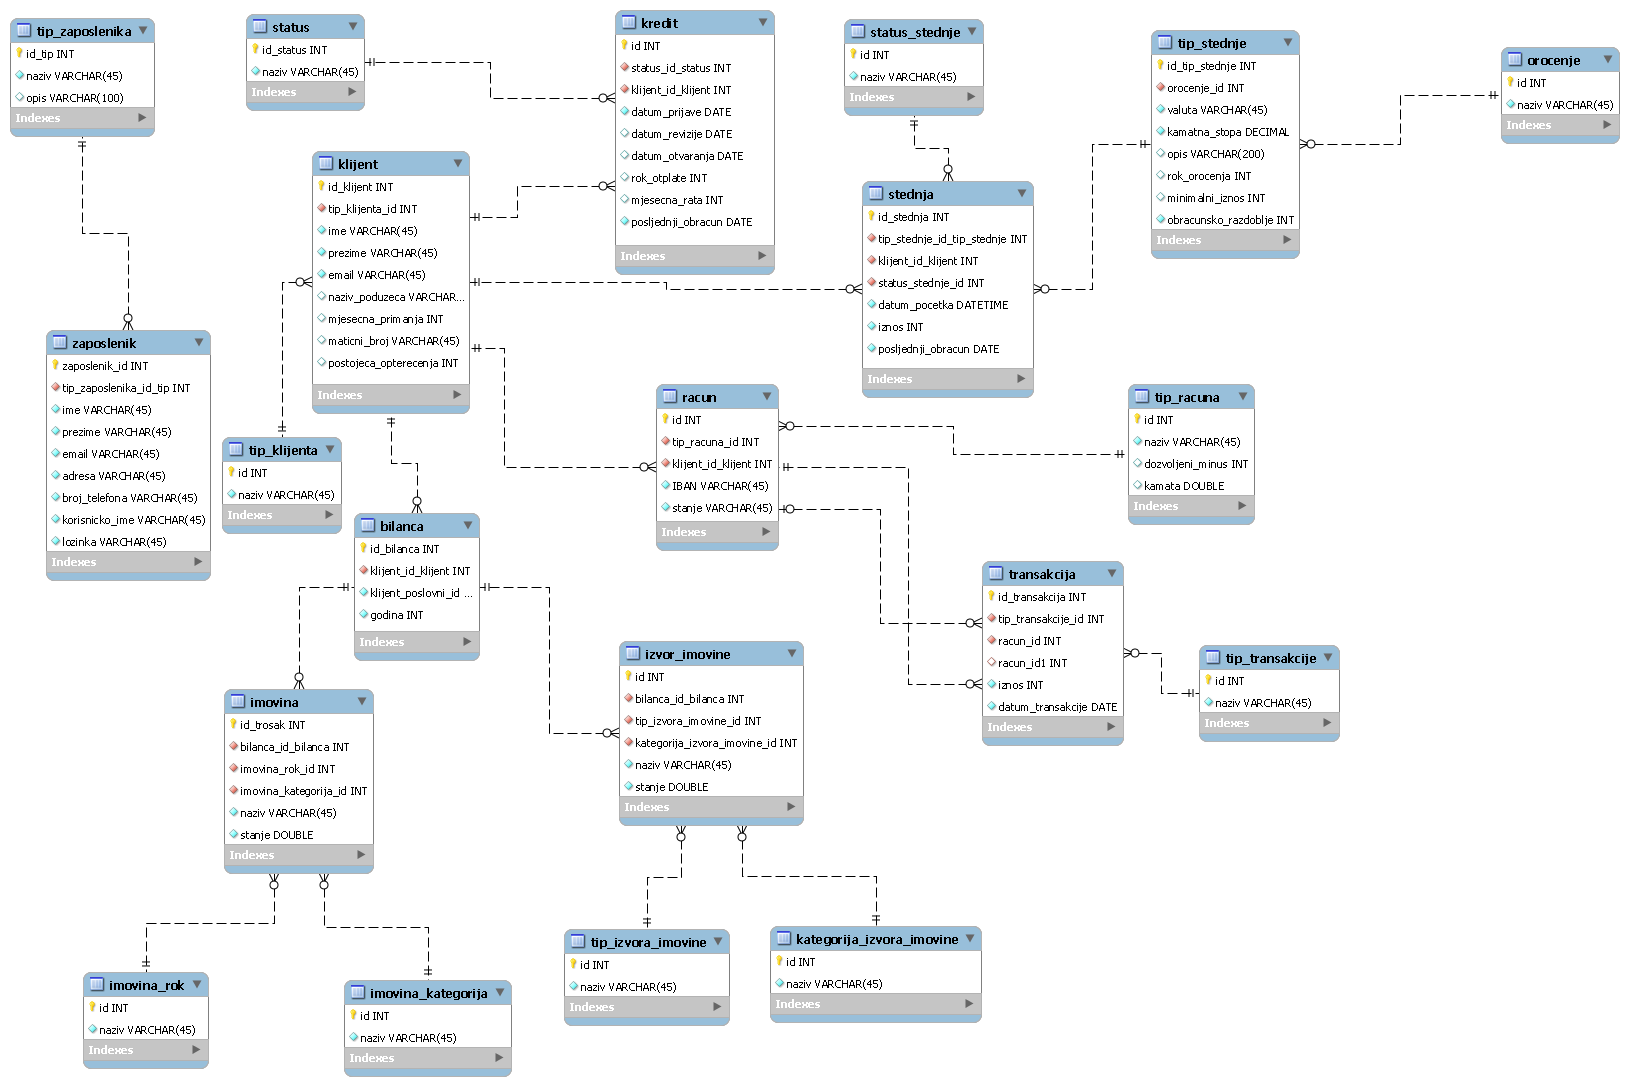 tip_zaposlenika
id_tip INT
naziv VARCHAR(45)
opis VARCHAR(100)
Indexes
status
id_status INT
naziv VARCHAR(45)
Indexes
kredit
id INT
status_id_status INT
klijent_id_klijent INT
datum_prijave DATE
datum_revizije DATE
datum_otvaranja DATE
rok_otplate INT
mjesecna_rata INT
posljednji_obracun DATE
Indexes
status_stednje
id INT
naziv VARCHAR(45)
Indexes
tip_stednje
id_tip_stednje INT
orocenje_id INT
valuta VARCHAR(45)
kamatna_stopa DECIMAL
opis VARCHAR(200)
rok_orocenja INT
minimalni_iznos INT
obracunsko_razdoblje INT
Indexes
orocenje
id INT
naziv VARCHAR(45)
Indexes
klijent
id_klijent INT
tip_klijenta_id INT
ime VARCHAR(45)
prezime VARCHAR(45)
email VARCHAR(45)
naziv_poduzeca VARCHAR...
mjesecna_primanja INT
maticni_broj VARCHAR(45)
postojeca_opterecenja INT
Indexes
stednja
id_stednja INT
tip_stednje_id_tip_stednje INT
klijent_id_klijent INT
status_stednje_id INT
datum_pocetka DATETIME
iznos INT
posljednji_obracun DATE
Indexes
zaposlenik
zaposlenik_id INT
tip_zaposlenika_id_tip INT
ime VARCHAR(45)
prezime VARCHAR(45)
email VARCHAR(45)
adresa VARCHAR(45)
broj_telefona VARCHAR(45)
korisnicko_ime VARCHAR(45)
lozinka VARCHAR(45)
Indexes
tip_klijenta
id INT
naziv VARCHAR(45)
Indexes
racun
id INT
tip_racuna_id INT
klijent_id_klijent INT
IBAN VARCHAR(45)
stanje VARCHAR(45)
Indexes
tip_racuna
id INT
naziv VARCHAR(45)
dozvoljeni_minus INT
kamata DOUBLE
Indexes
bilanca
id_bilanca INT
klijent_id_klijent INT
klijent_poslovni_id ...
godina INT
Indexes
transakcija
id_transakcija INT
tip_transakcije_id INT
racun_id INT
racun_id1 INT
iznos INT
datum_transakcije DATE
Indexes
tip_transakcije
id INT
naziv VARCHAR(45)
Indexes
izvor_imovine
id INT
bilanca_id_bilanca INT
tip_izvora_imovine_id INT
kategorija_izvora_imovine_id INT
naziv VARCHAR(45)
stanje DOUBLE
Indexes
imovina
id_trosak INT
bilanca_id_bilanca INT
imovina_rok_id INT
imovina_kategorija_id INT
naziv VARCHAR(45)
stanje DOUBLE
Indexes
tip_izvora_imovine
id INT
naziv VARCHAR(45)
Indexes
kategorija_izvora_imovine
id INT
naziv VARCHAR(45)
Indexes
imovina_rok
id INT
naziv VARCHAR(45)
Indexes
imovina_kategorija
id INT
naziv VARCHAR(45)
Indexes